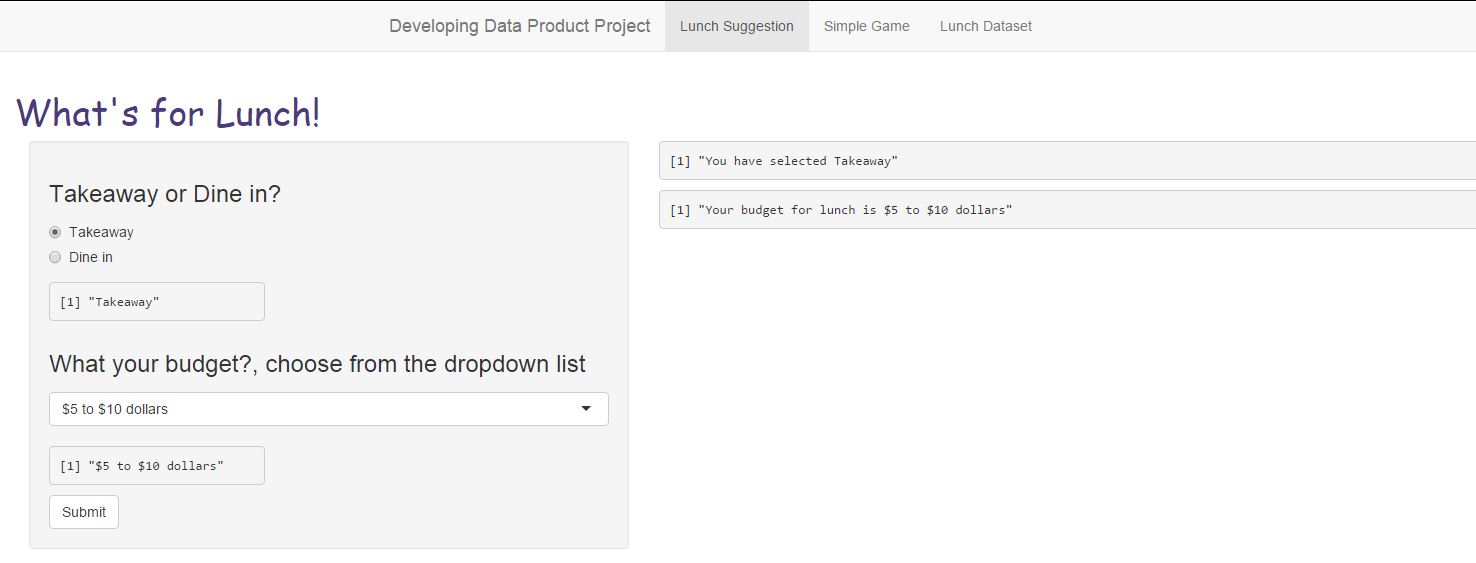 Developing Data Product Project Lunch Suggestion Simple Game Lunch Dataset
What's for Lunch!
Takeaway or Dine in?
Takeaway
Dine in
[1] "Takeaway"
What your budget?, choose from the dropdown list
$5 to $10 dollars
[1] "$5 to $10 dollars"
Submit
[1] "You have selected Takeaway"
[1] "Your budget for lunch is $5 to $10 dollars"